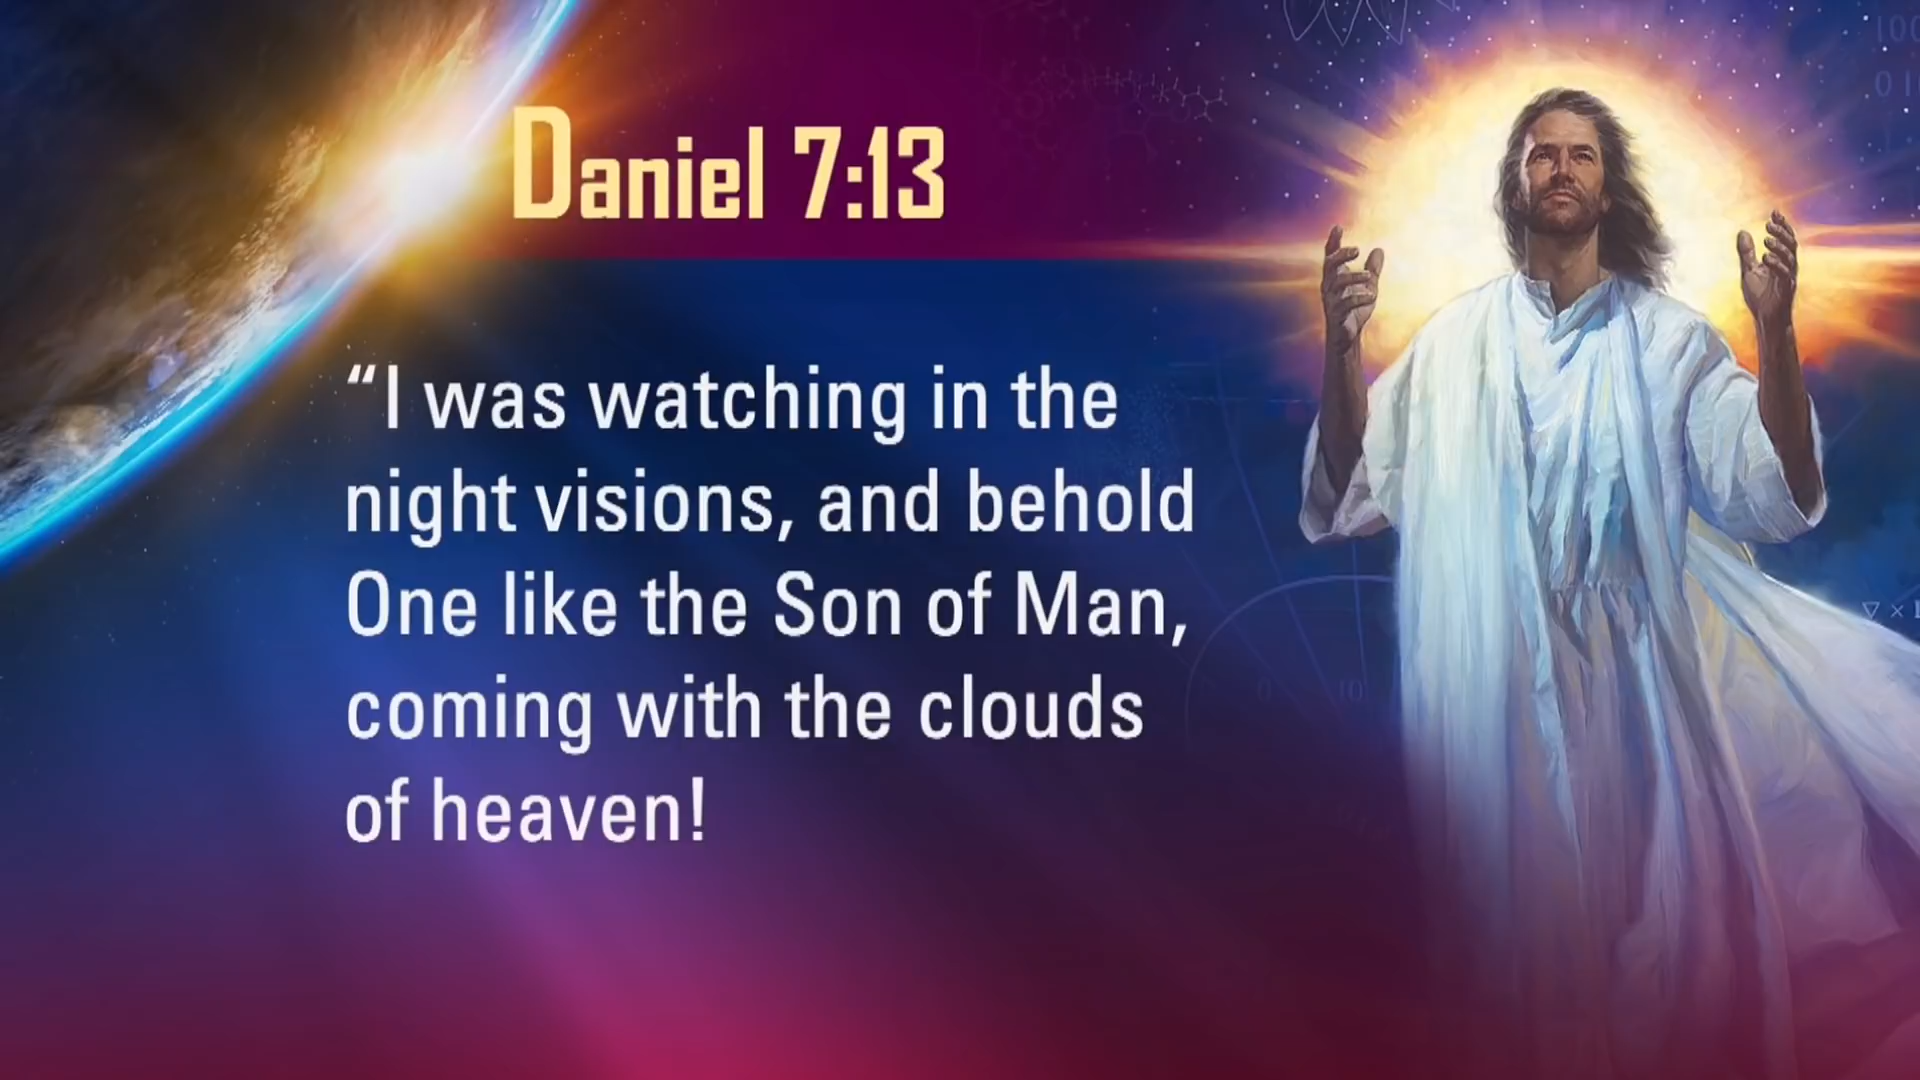 Daniel 7:13
“I was watching in the
night visions, and behold
One like the Son of Man,
coming with the clouds
of heaven!